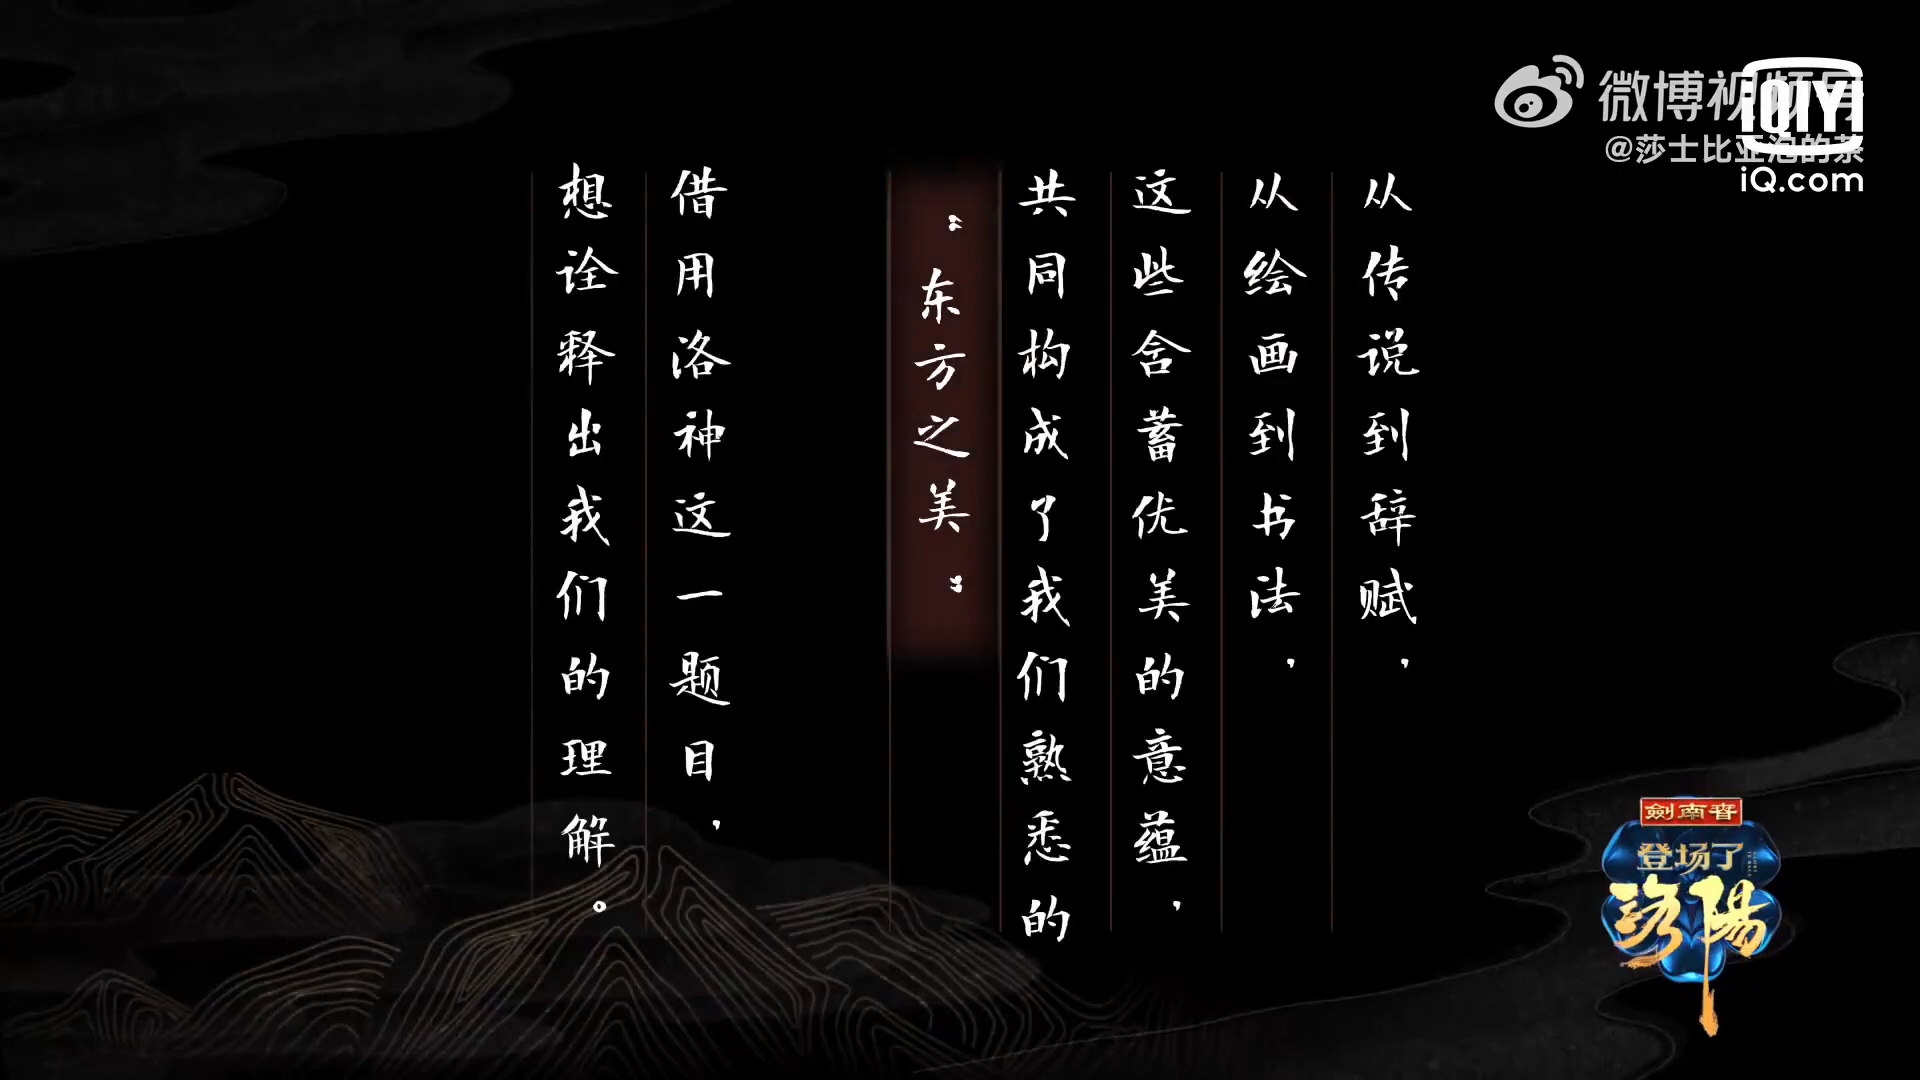 从传说到辞赋，
从绘画到书法，
这些含蓄优美的意蕴，
共同构成了我们熟悉的
“东方之美”
借用洛神这一题目，
想诠释出我们的理解。
微博视频号
@莎士比亚泡的茶
iQIYI
iQ.com
劍南春
登场了
洛陽